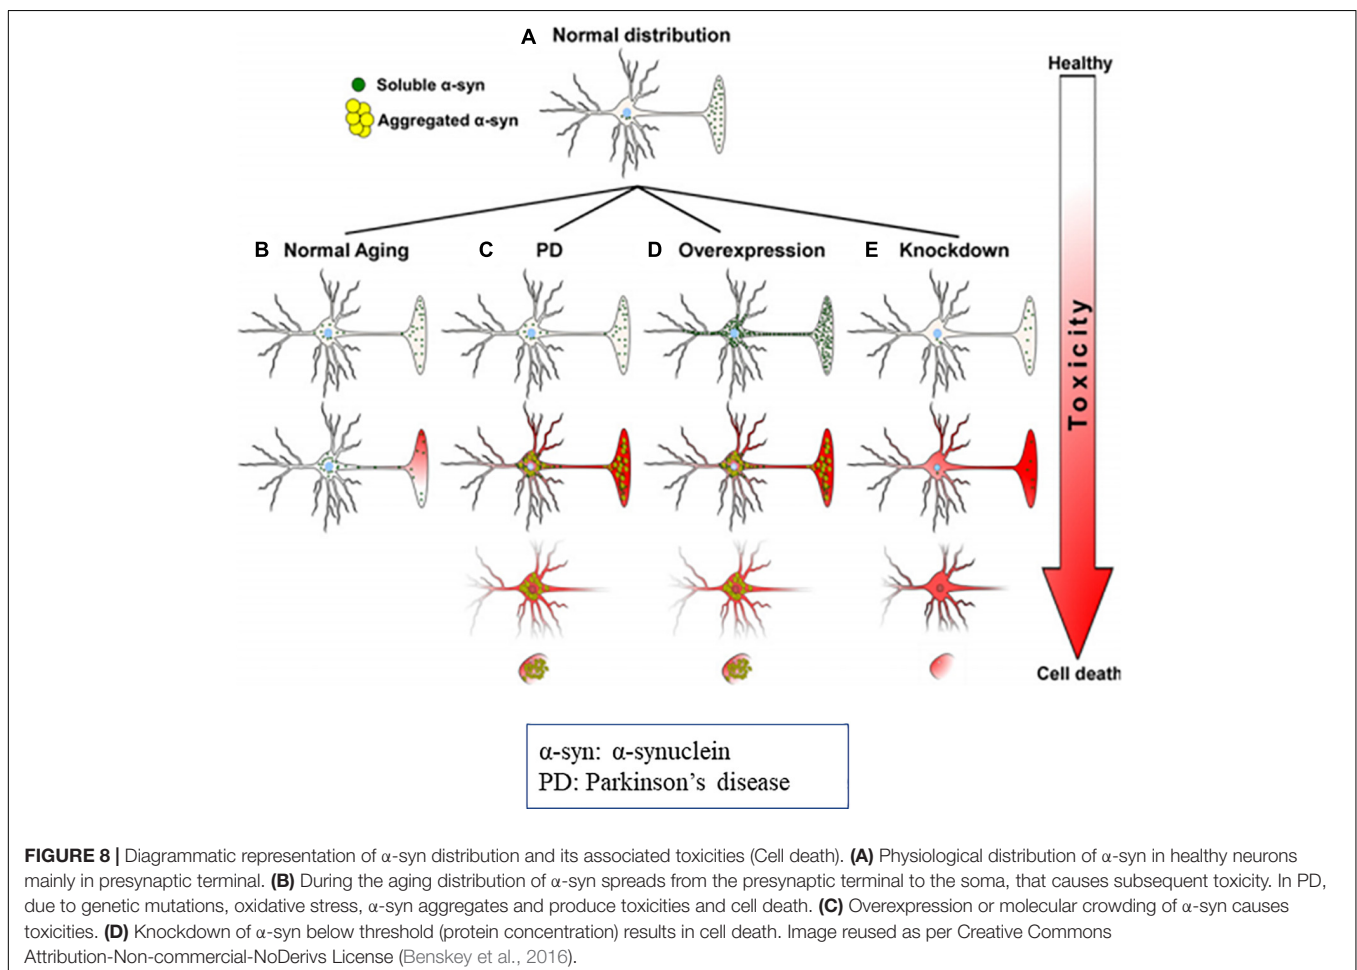 A Normal distribution
Soluble α-syn
Aggregated α-syn
Healthy
B Normal Aging
C PD
D Overexpression
E Knockdown
Toxicity
Cell death
α-syn: α-synuclein
PD: Parkinson’s disease
FIGURE 8 | Diagrammatic representation of α-syn distribution and its associated toxicities (Cell death). (A) Physiological distribution of α-syn in healthy neurons
mainly in presynaptic terminal. (B) During the aging distribution of α-syn spreads from the presynaptic terminal to the soma, that causes subsequent toxicity. In PD,
due to genetic mutations, oxidative stress, α-syn aggregates and produce toxicities and cell death. (C) Overexpression or molecular crowding of α-syn causes
toxicities. (D) Knockdown of α-syn below threshold (protein concentration) results in cell death. Image reused as per Creative Commons
Attribution-Non-commercial-NoDerivs License (Benskey et al., 2016).